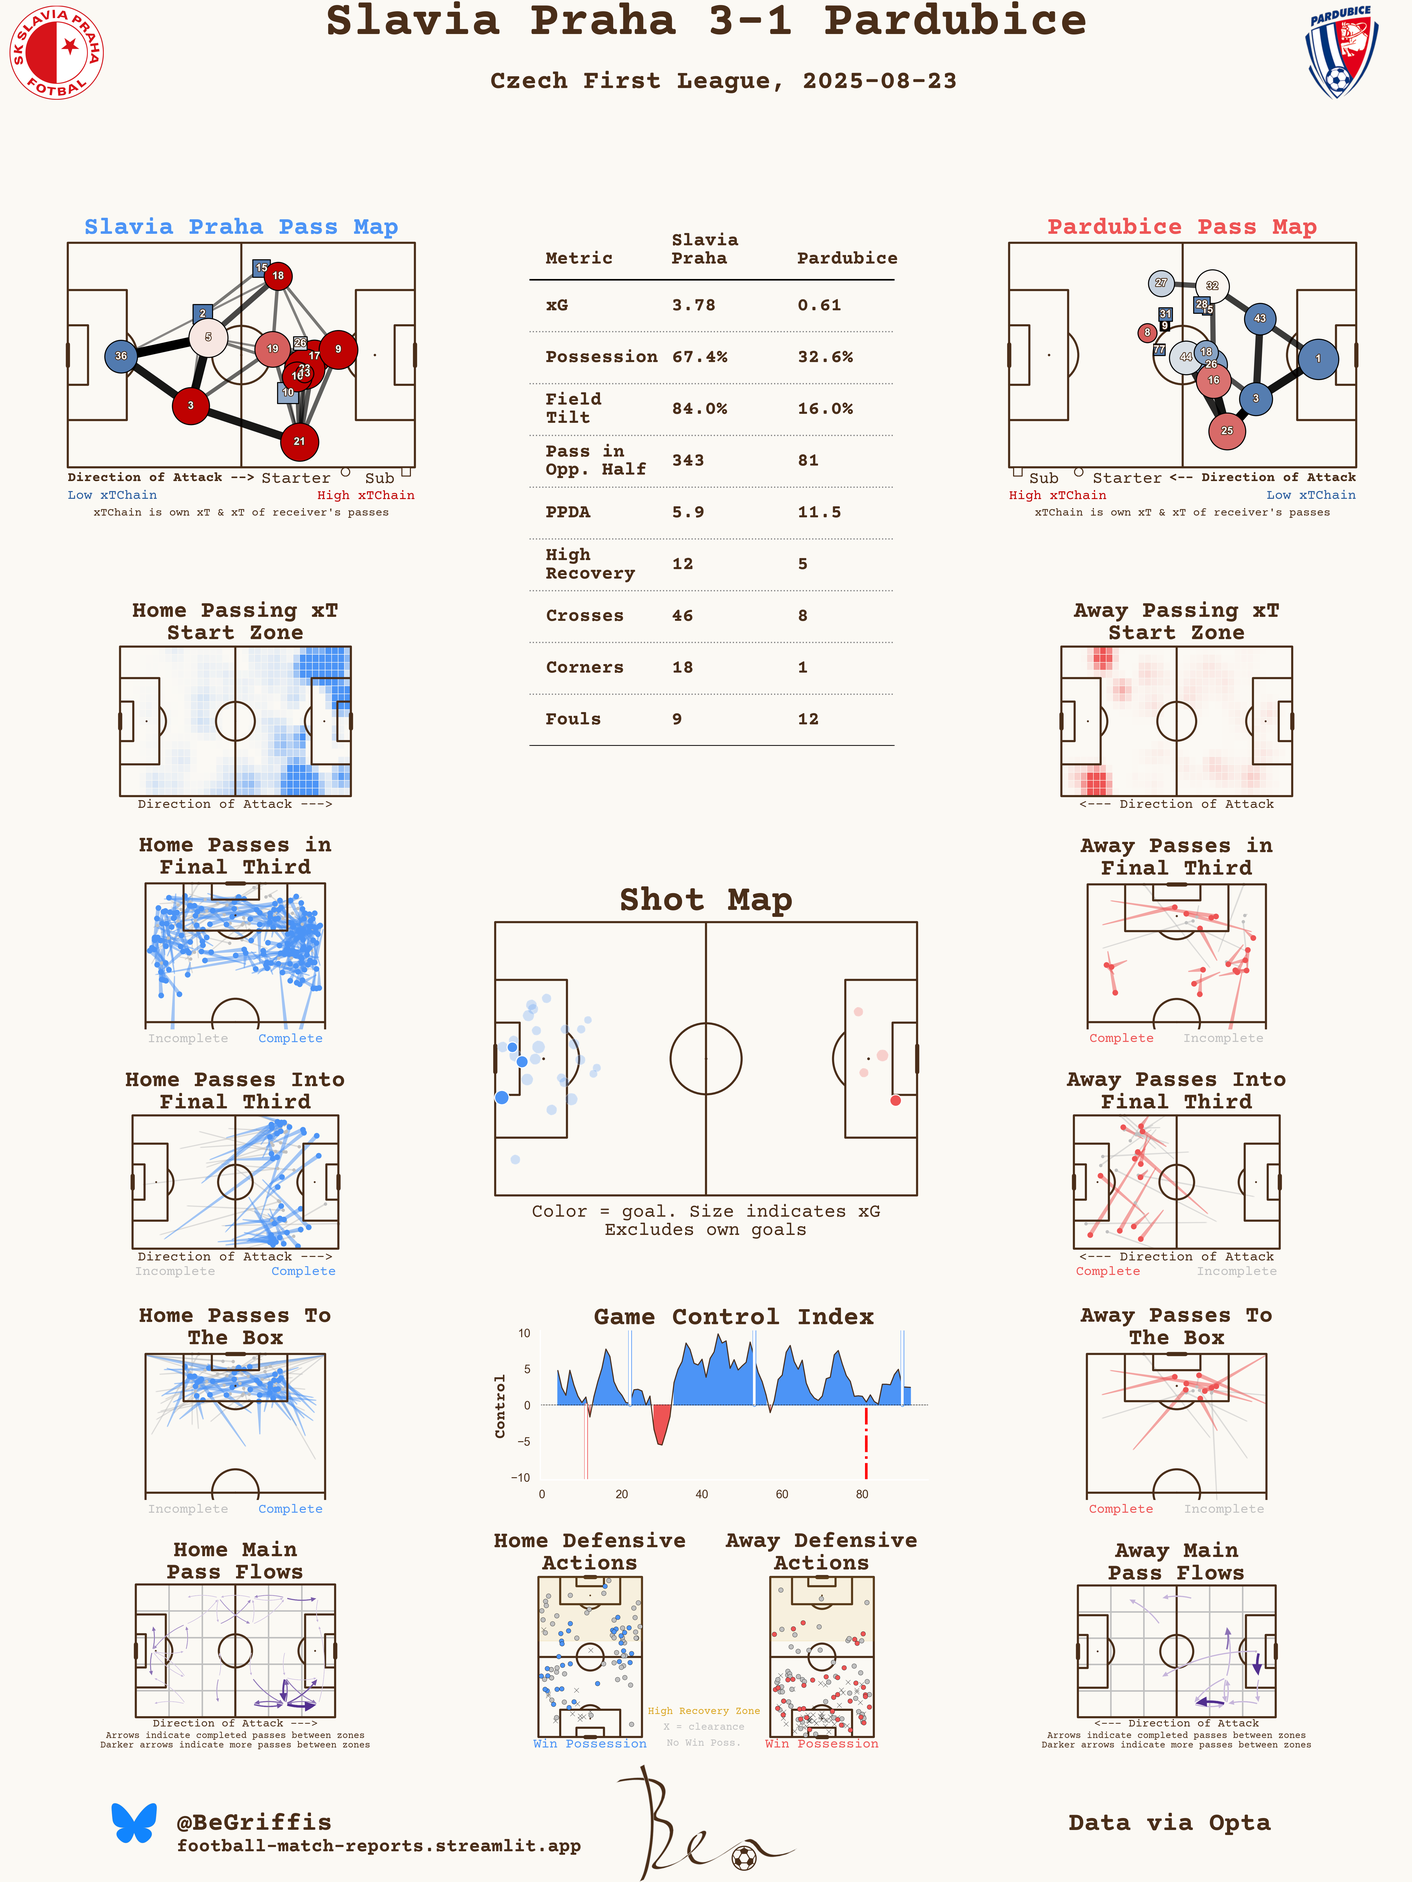 Slavia Praha 3-1 Pardubice
Czech First League, 2025-08-23
SK SLAVIA PRAHA
FOTBAL
PARDUBICE
Slavia Praha Pass Map
15
18
2
5
36
19
26
17
9
10
3
21
Direction of Attack --> Starter Sub
Low xTChain High xTChain
xTChain is own xT & xT of receiver's passes
Metric Slavia Praha Pardubice
xG 3.78 0.61
Possession 67.4% 32.6%
Field Tilt 84.0% 16.0%
Pass in Opp. Half 343 81
PPDA 5.9 11.5
High Recovery 12 5
Crosses 46 8
Corners 18 1
Fouls 9 12
Pardubice Pass Map
27
32
28
15
31
9
8
43
77
44
18
26
1
16
3
25
Sub Starter <-- Direction of Attack
High xTChain Low xTChain
xTChain is own xT & xT of receiver's passes
Home Passing xT
Start Zone
Direction of Attack --->
Away Passing xT
Start Zone
<--- Direction of Attack
Home Passes in
Final Third
Incomplete Complete
Away Passes in
Final Third
Complete Incomplete
Shot Map
Color = goal. Size indicates xG
Excludes own goals
Home Passes Into
Final Third
Direction of Attack --->
Incomplete Complete
Away Passes Into
Final Third
<--- Direction of Attack
Complete Incomplete
Home Passes To
The Box
Incomplete Complete
Game Control Index
Control
10
5
0
−5
−10
0 20 40 60 80
Away Passes To
The Box
Complete Incomplete
Home Main
Pass Flows
Direction of Attack --->
Arrows indicate completed passes between zones
Darker arrows indicate more passes between zones
Home Defensive
Actions
Win Possession
High Recovery Zone
X = clearance
No Win Poss.
Away Defensive
Actions
Win Possession
Away Main
Pass Flows
<--- Direction of Attack
Arrows indicate completed passes between zones
Darker arrows indicate more passes between zones
@BeGriffis
football-match-reports.streamlit.app
Ben
Data via Opta